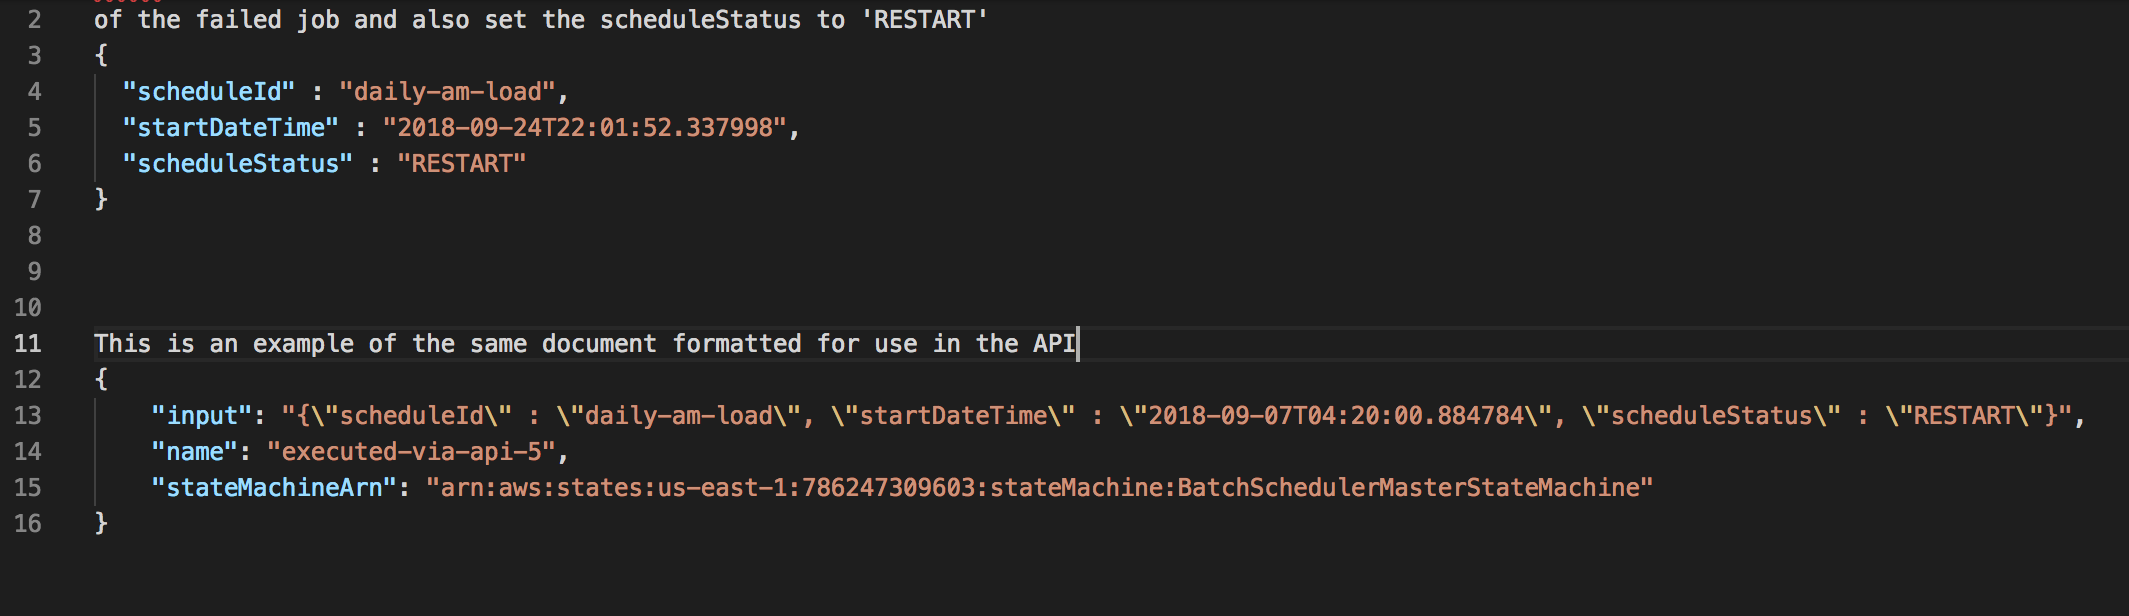 2 of the failed job and also set the scheduleStatus to 'RESTART'
3 {
4 "scheduleId" : "daily-am-load",
5 "startDateTime" : "2018-09-24T22:01:52.337998",
6 "scheduleStatus" : "RESTART"
7 }
8
9
10
11 This is an example of the same document formatted for use in the API
12 {
13 "input": "{\"scheduleId\" : \"daily-am-load\", \"startDateTime\" : \"2018-09-07T04:20:00.884784\", \"scheduleStatus\" : \"RESTART\"}",
14 "name": "executed-via-api-5",
15 "stateMachineArn": "arn:aws:states:us-east-1:786247309603:stateMachine:BatchSchedulerMasterStateMachine"
16 }